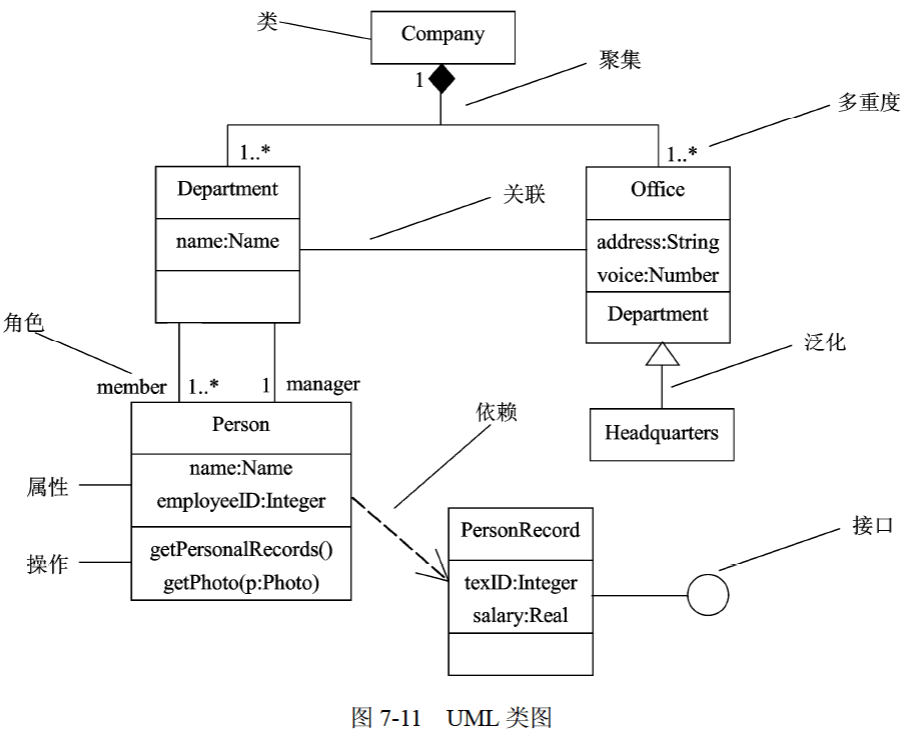 类
Company
1
聚集
多重度
1..*
1..*
Department
Office
name:Name
关联
address:String
voice:Number
Department
角色
泛化
member
1..*
1
manager
依赖
Person
Headquarters
属性
name:Name
employeeID:Integer
PersonRecord
接口
操作
getPersonalRecords()
getPhoto(p:Photo)
texID:Integer
salary:Real
图 7-11 UML 类图